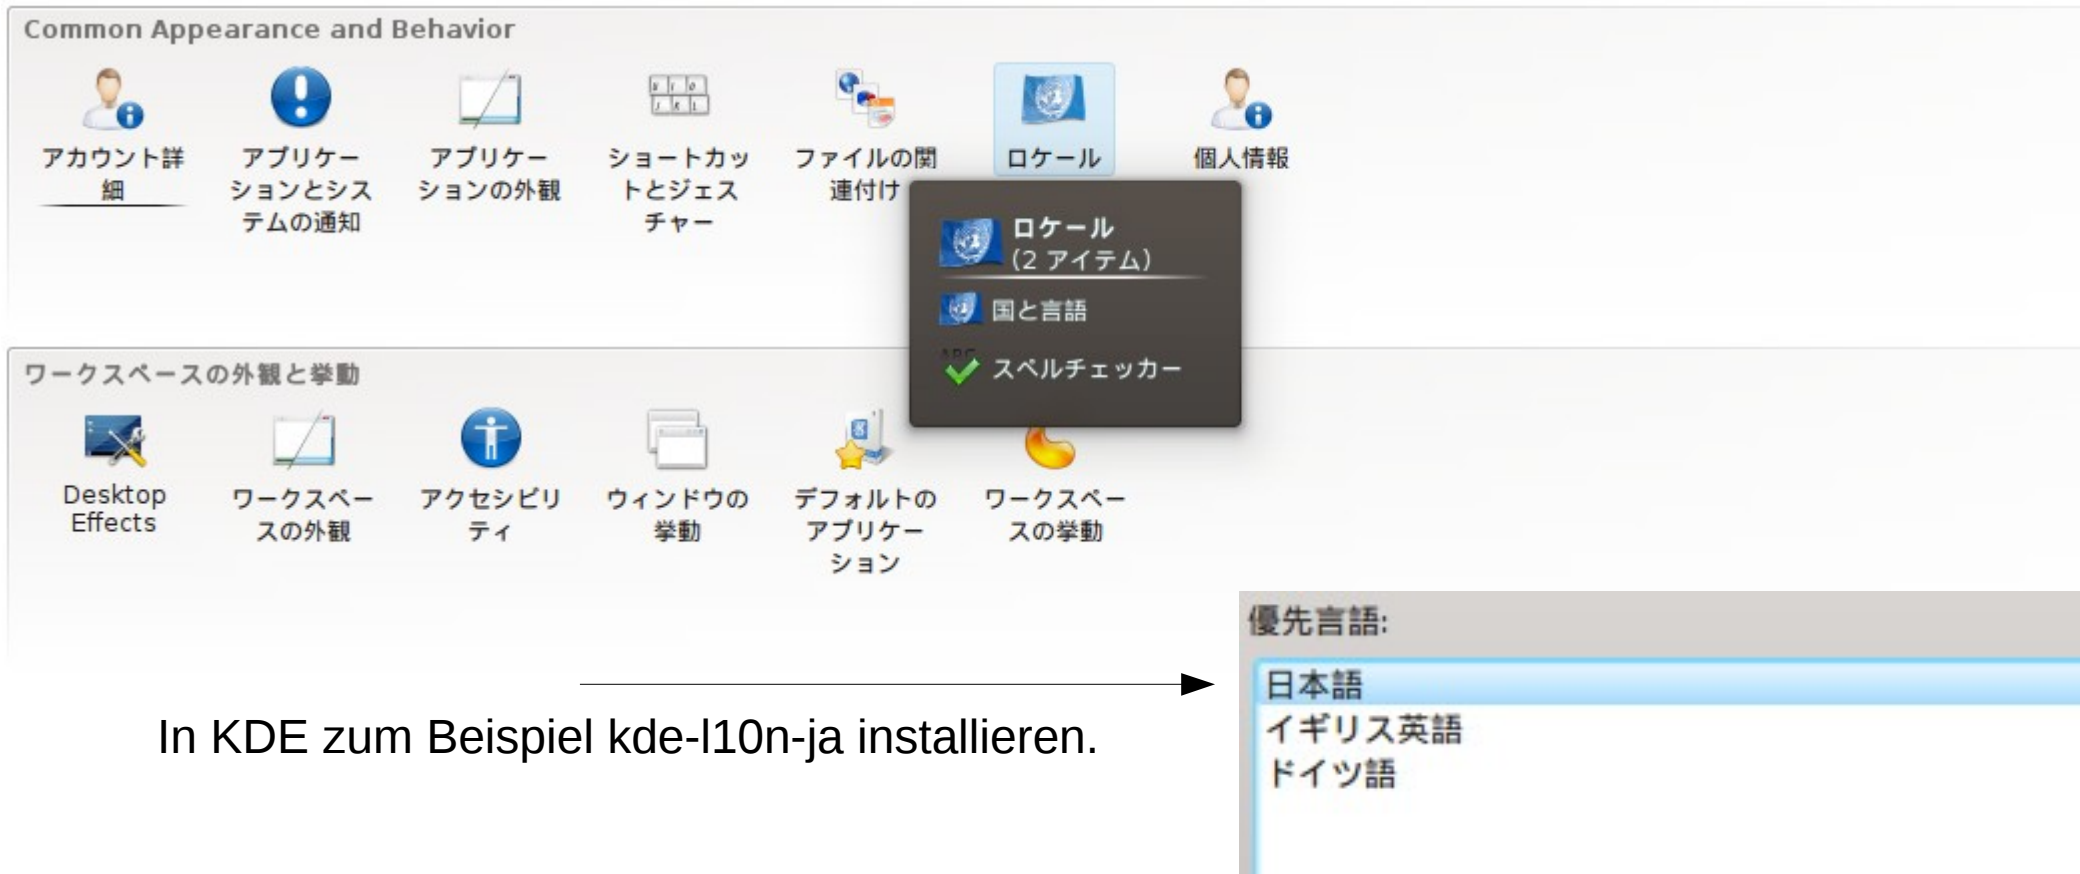 Common Appearance and Behavior
アカウント詳
細
アプリケー
ションとシス
テムの通知
アプリケー
ションの外観
ショートカッ
トとジェス
チャー
ファイルの関
連付け
ロケール
個人情報
ロケール
(2 アイテム)
国と言語
スペルチェッカー
ワークスペースの外観と挙動
Desktop
Effects
ワークスペー
スの外観
アクセシビリ
ティ
ウィンドウの
挙動
デフォルトの
アプリケー
ション
ワークスペー
スの挙動
In KDE zum Beispiel kde-l10n-ja installieren.
優先言語:
日本語
イギリス英語
ドイツ語